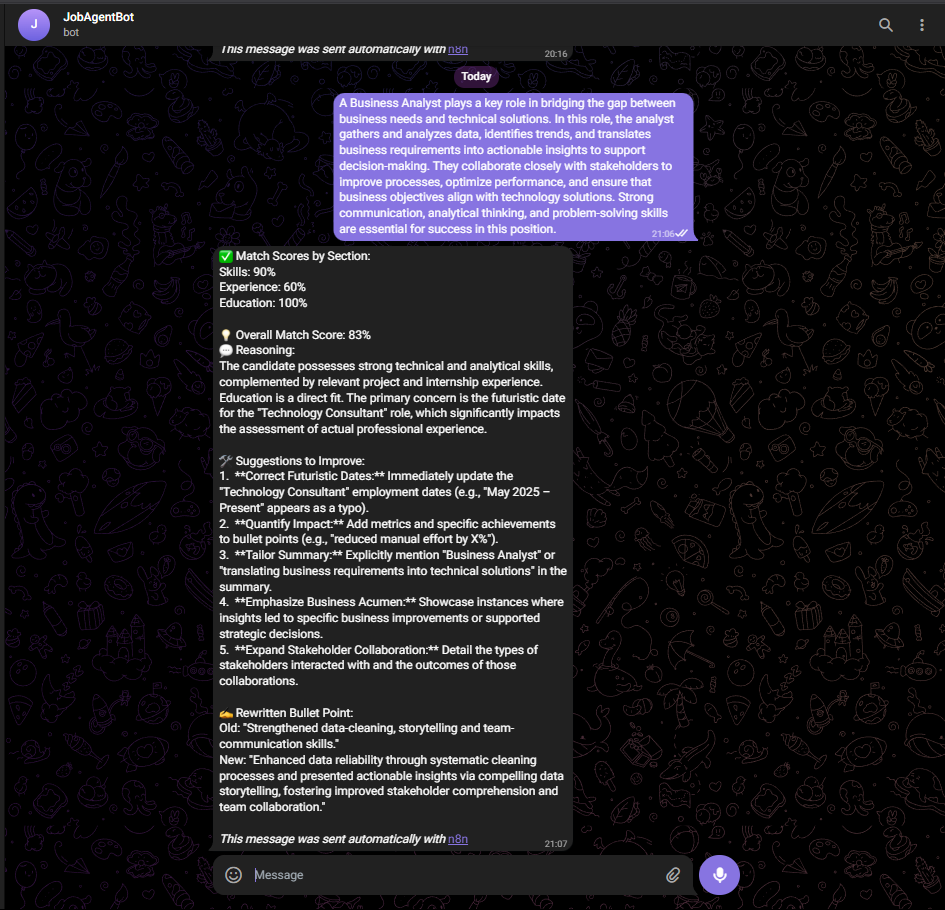 J
JobAgentBot
bot
This message was sent automatically with n8n
20:16
Today
A Business Analyst plays a key role in bridging the gap between
business needs and technical solutions. In this role, the analyst
gathers and analyzes data, identifies trends, and translates
business requirements into actionable insights to support
decision-making. They collaborate closely with stakeholders to
improve processes, optimize performance, and ensure that
business objectives align with technology solutions. Strong
communication, analytical thinking, and problem-solving skills
are essential for success in this position.
21:06
✅ Match Scores by Section:
Skills: 90%
Experience: 60%
Education: 100%
💡 Overall Match Score: 83%
💬 Reasoning:
The candidate possesses strong technical and analytical skills,
complemented by relevant project and internship experience.
Education is a direct fit. The primary concern is the futuristic date
for the "Technology Consultant" role, which significantly impacts
the assessment of actual professional experience.
🛠 Suggestions to Improve:
1. **Correct Futuristic Dates:** Immediately update the
"Technology Consultant" employment dates (e.g., "May 2025 –
Present" appears as a typo).
2. **Quantify Impact:** Add metrics and specific achievements
to bullet points (e.g., "reduced manual effort by X%").
3. **Tailor Summary:** Explicitly mention "Business Analyst" or
"translating business requirements into technical solutions" in the
summary.
4. **Emphasize Business Acumen:** Showcase instances where
insights led to specific business improvements or supported
strategic decisions.
5. **Expand Stakeholder Collaboration:** Detail the types of
stakeholders interacted with and the outcomes of those
collaborations.
✍ Rewritten Bullet Point:
Old: "Strengthened data-cleaning, storytelling and team-
communication skills."
New: "Enhanced data reliability through systematic cleaning
processes and presented actionable insights via compelling data
storytelling, fostering improved stakeholder comprehension and
team collaboration."
This message was sent automatically with n8n
21:07
Message